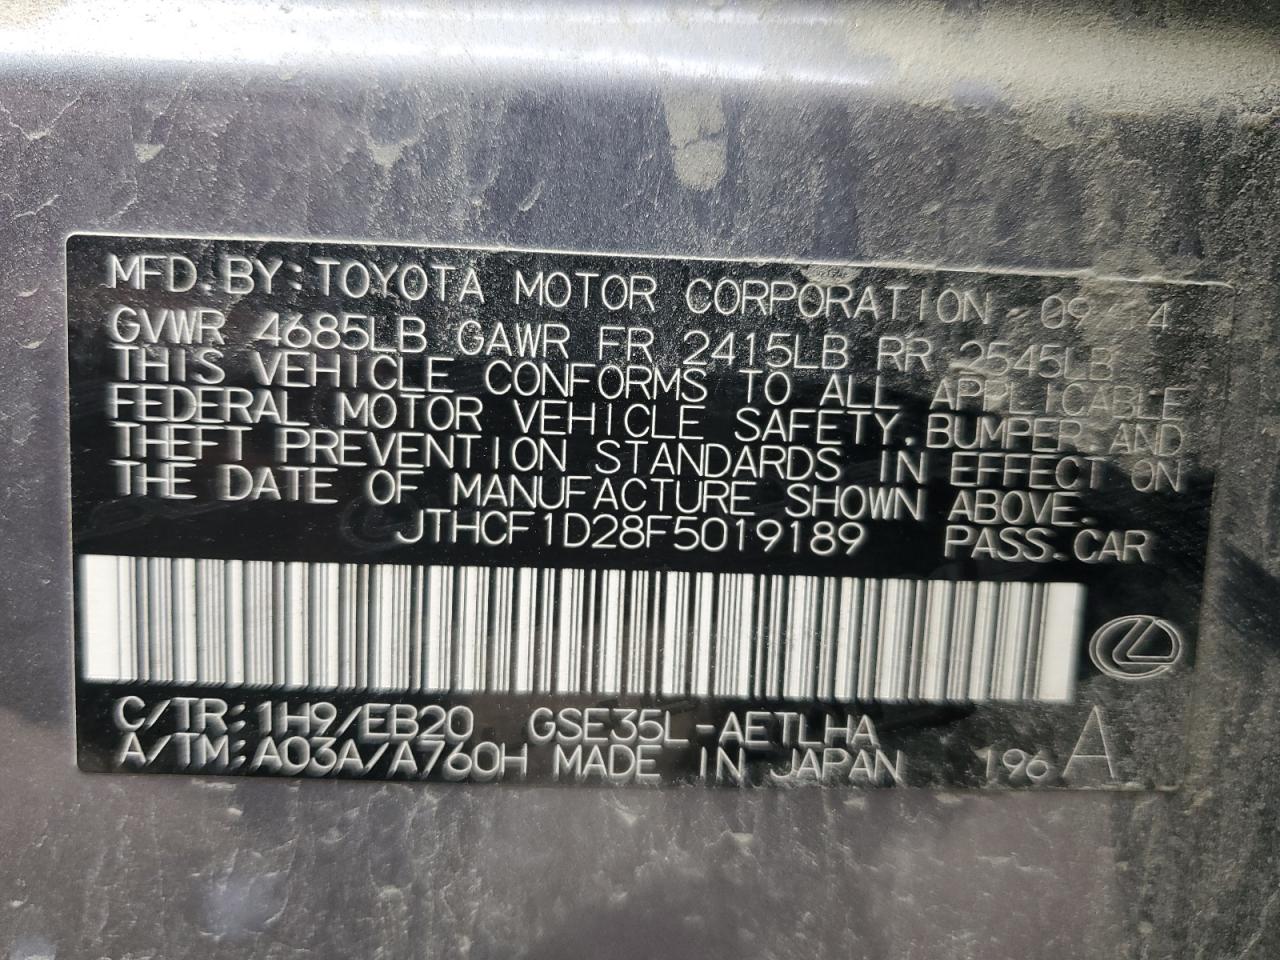 MFD.BY:TOYOTA MOTOR CORPORATION
GVWR 4685LB GAWR FR 2415LB RR 2545LB
THIS VEHICLE CONFORMS TO ALL APPLICABLE
FEDERAL MOTOR VEHICLE SAFETY.BUMPER AND
THEFT PREVENTION STANDARDS IN EFFECT ON
THE DATE OF MANUFACTURE SHOWN ABOVE.
JTHCF1D28F5019189 PASS.CAR
C/TR:1H9/EB20 GSE35L-AETLHA
A/TM:A03A/A760H MADE IN JAPAN 196 A